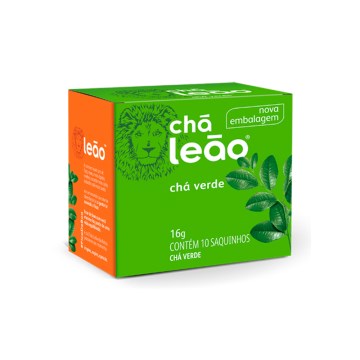 leão
chá
leão®
nova
embalagem
chá verde
16g
CONTÉM 10 SAQUINHOS
CHÁ VERDE